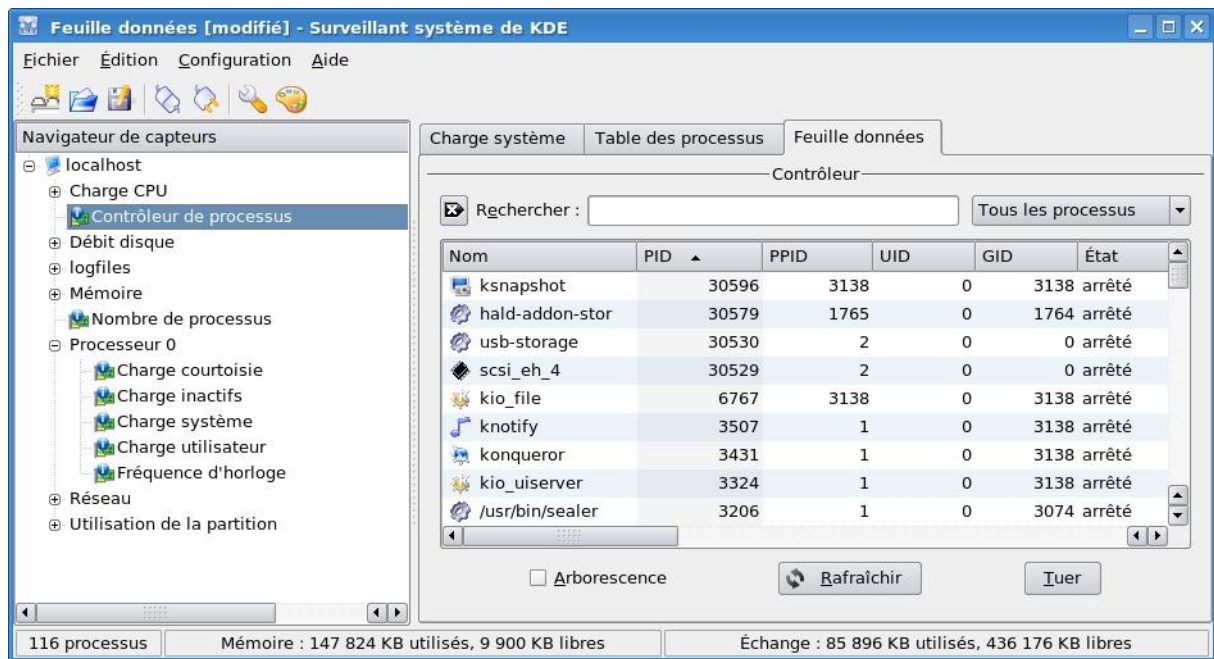 Feuille données [modifié] - Surveillant système de KDE
Fichier Édition Configuration Aide
Navigateur de capteurs
localhost
Charge CPU
Contrôleur de processus
Débit disque
logfiles
Mémoire
Nombre de processus
Processeur 0
Charge courtoisie
Charge inactifs
Charge système
Charge utilisateur
Fréquence d'horloge
Réseau
Utilisation de la partition
Charge système Table des processus Feuille données
Contrôleur
Rechercher : Tous les processus
Nom PID PPID UID GID État
ksnapshot 30596 3138 0 3138 arrêté
hald-addon-stor 30579 1765 0 1764 arrêté
usb-storage 30530 2 0 0 arrêté
scsi_eh_4 30529 2 0 0 arrêté
kio_file 6767 3138 0 3138 arrêté
knotify 3507 1 0 3138 arrêté
konqueror 3431 1 0 3138 arrêté
kio_uiserver 3324 1 0 3138 arrêté
/usr/bin/sealer 3206 1 0 3074 arrêté
Arborescence Rafraîchir Tuer
116 processus Mémoire : 147 824 KB utilisés, 9 900 KB libres Échange : 85 896 KB utilisés, 436 176 KB libres